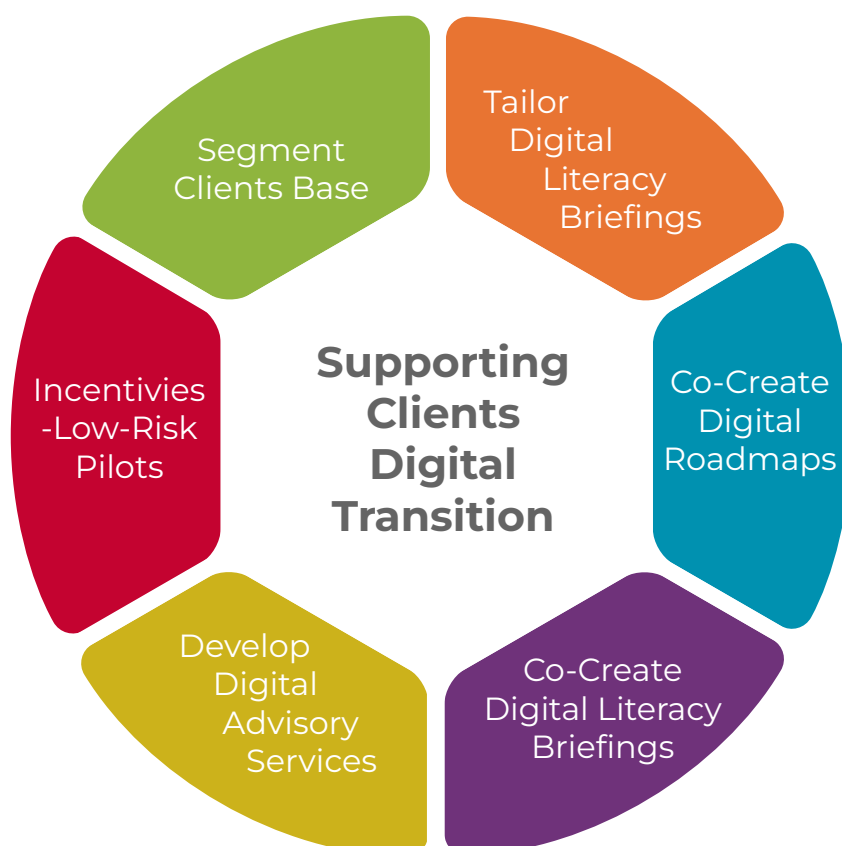 Segment
Clients Base
Tailor
Digital
Literacy
Briefings
Co-Create
Digital
Roadmaps
Co-Create
Digital Literacy
Briefings
Develop
Digital
Advisory
Services
Incentivies
-Low-Risk
Pilots
Supporting
Clients
Digital
Transition